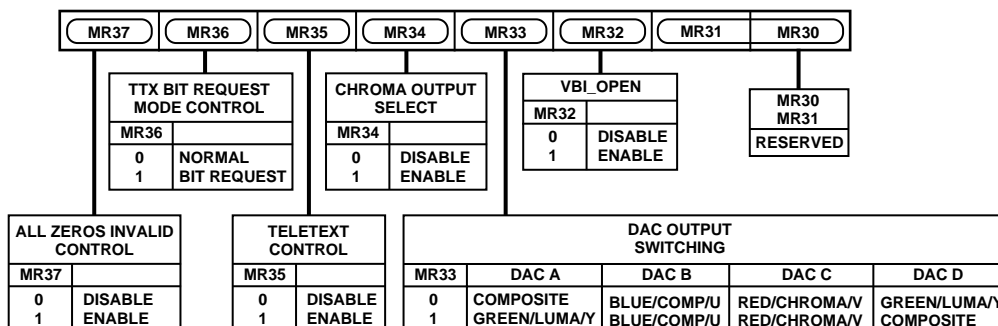 MR37 MR36 MR35 MR34 MR33 MR32 MR31 MR30
TTX BIT REQUEST
MODE CONTROL
MR36
0 NORMAL
1 BIT REQUEST
CHROMA OUTPUT
SELECT
MR34
0 DISABLE
1 ENABLE
VBI_OPEN
MR32
0 DISABLE
1 ENABLE
MR30
MR31
RESERVED
ALL ZEROS INVALID
CONTROL
MR37
0 DISABLE
1 ENABLE
TELETEXT
CONTROL
MR35
0 DISABLE
1 ENABLE
DAC OUTPUT
SWITCHING
MR33 DAC A DAC B DAC C DAC D
0 COMPOSITE BLUE/COMP/U RED/CHROMA/V GREEN/LUMA/Y
1 GREEN/LUMA/Y BLUE/COMP/U RED/CHROMA/V COMPOSITE